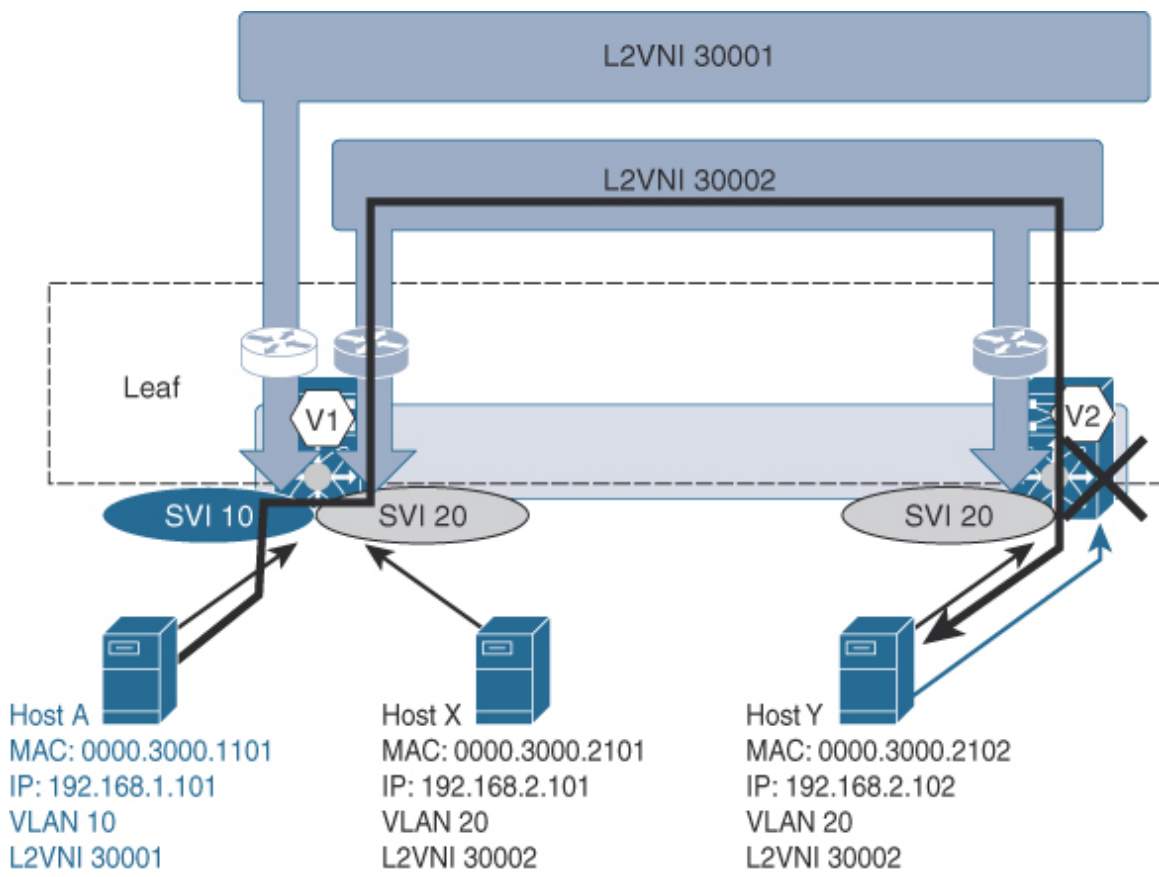 L2VNI 30001
L2VNI 30002
Leaf
V1
V2
SVI 10
SVI 20
SVI 20
Host A
MAC: 0000.3000.1101
IP: 192.168.1.101
VLAN 10
L2VNI 30001
Host X
MAC: 0000.3000.2101
IP: 192.168.2.101
VLAN 20
L2VNI 30002
Host Y
MAC: 0000.3000.2102
IP: 192.168.2.102
VLAN 20
L2VNI 30002